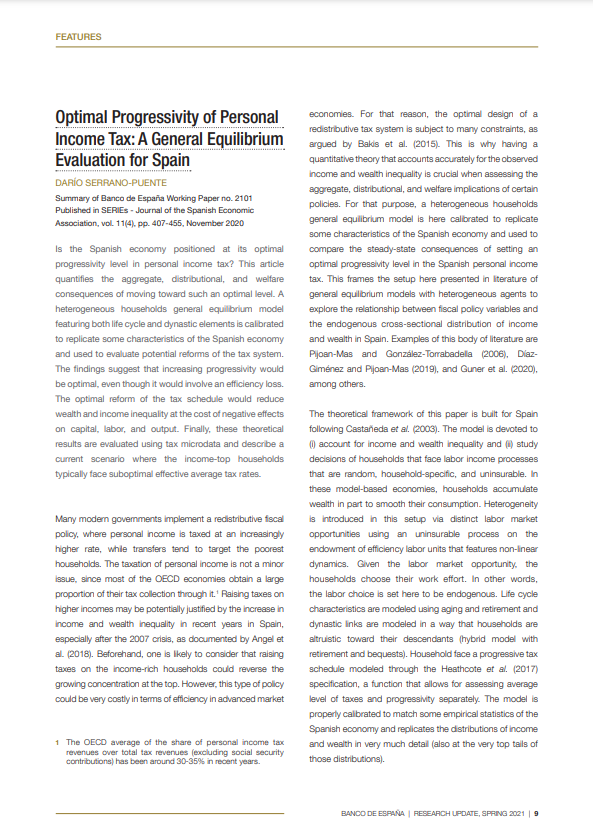 FEATURES
Optimal Progressivity of Personal
Income Tax: A General Equilibrium
Evaluation for Spain
DARÍO SERRANO-PUENTE
Summary of Banco de España Working Paper no. 2101
Published in SERIEs - Journal of the Spanish Economic
Association, vol. 11(4), pp. 407-455, November 2020
Is the Spanish economy positioned at its optimal
progressivity level in personal income tax? This article
quantifies the aggregate, distributional, and welfare
consequences of moving toward such an optimal level. A
heterogeneous households general equilibrium model
featuring both life cycle and dynastic elements is calibrated
to replicate some characteristics of the Spanish economy
and used to evaluate potential reforms of the tax system.
The findings suggest that increasing progressivity would
be optimal, even though it would involve an efficiency loss.
The optimal reform of the tax schedule would reduce
wealth and income inequality at the cost of negative effects
on capital, labor, and output. Finally, these theoretical
results are evaluated using tax microdata and describe a
current scenario where the income-top households
typically face suboptimal effective average tax rates.
Many modern governments implement a redistributive fiscal
policy, where personal income is taxed at an increasingly
higher rate, while transfers tend to target the poorest
households. The taxation of personal income is not a minor
issue, since most of the OECD economies obtain a large
proportion of their tax collection through it.1 Raising taxes on
higher incomes may be potentially justified by the increase in
income and wealth inequality in recent years in Spain,
especially after the 2007 crisis, as documented by Angel et
al. (2018). Beforehand, one is likely to consider that raising
taxes on the income-rich households could reverse the
growing concentration at the top. However, this type of policy
could be very costly in terms of efficiency in advanced market
1 The OECD average of the share of personal income tax
revenues over total tax revenues (excluding social security
contributions) has been around 30-35% in recent years.
economies. For that reason, the optimal design of a
redistributive tax system is subject to many constraints, as
argued by Bakis et al. (2015). This is why having a
quantitative theory that accounts accurately for the observed
income and wealth inequality is crucial when assessing the
aggregate, distributional, and welfare implications of certain
policies. For that purpose, a heterogeneous households
general equilibrium model is here calibrated to replicate
some characteristics of the Spanish economy and used to
compare the steady-state consequences of setting an
optimal progressivity level in the Spanish personal income
tax. This frames the setup here presented in literature of
general equilibrium models with heterogeneous agents to
explore the relationship between fiscal policy variables and
the endogenous cross-sectional distribution of income
and wealth in Spain. Examples of this body of literature are
Pijoan-Mas and González-Torrabadella (2006), Díaz-
Giménez and Pijoan-Mas (2019), and Guner et al. (2020),
among others.
The theoretical framework of this paper is built for Spain
following Castañeda et al. (2003). The model is devoted to
(i) account for income and wealth inequality and (ii) study
decisions of households that face labor income processes
that are random, household-specific, and uninsurable. In
these model-based economies, households accumulate
wealth in part to smooth their consumption. Heterogeneity
is introduced in this setup via distinct labor market
opportunities using an uninsurable process on the
endowment of efficiency labor units that features non-linear
dynamics. Given the labor market opportunity, the
households choose their work effort. In other words,
the labor choice is set here to be endogenous. Life cycle
characteristics are modeled using aging and retirement and
dynastic links are modeled in a way that households are
altruistic toward their descendants (hybrid model with
retirement and bequests). Household face a progressive tax
schedule modeled through the Heathcote et al. (2017)
specification, a function that allows for assessing average
level of taxes and progressivity separately. The model is
properly calibrated to match some empirical statistics of the
Spanish economy and replicates the distributions of income
and wealth in very much detail (also at the very top tails of
those distributions).
BANCO DE ESPAÑA | RESEARCH UPDATE, SPRING 2021 | 9